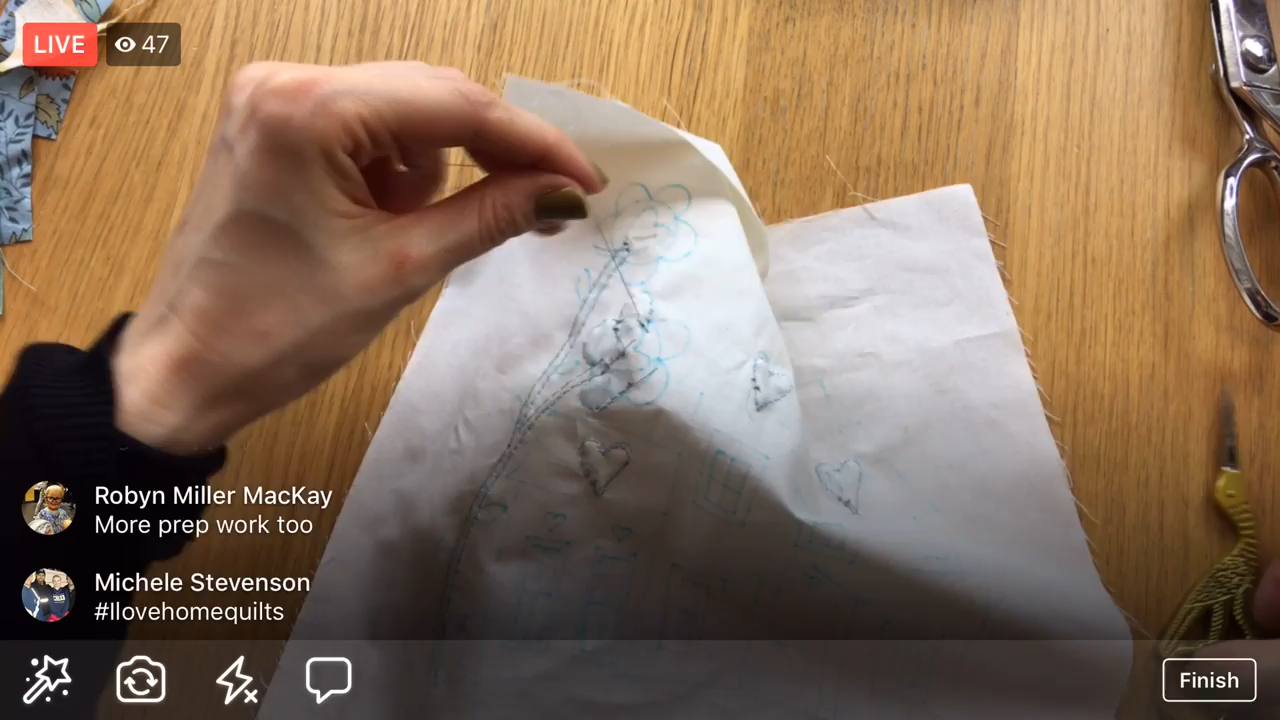 LIVE
47
Robyn Miller MacKay
More prep work too
Michele Stevenson
#Ilovehomequilts
Finish